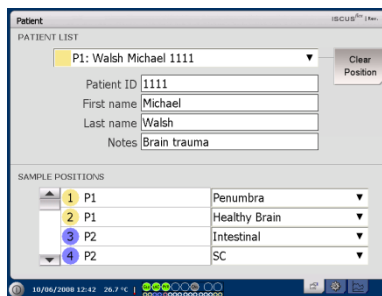 Patient
ISCUS flex
PATIENT LIST
P1: Walsh Michael 1111
Clear
Position
Patient ID 1111
First name Michael
Last name Walsh
Notes Brain trauma
SAMPLE POSITIONS
1 P1 Penumbra
2 P1 Healthy Brain
3 P2 Intestinal
4 P2 SC
10/06/2008 12:42 26.7 °C